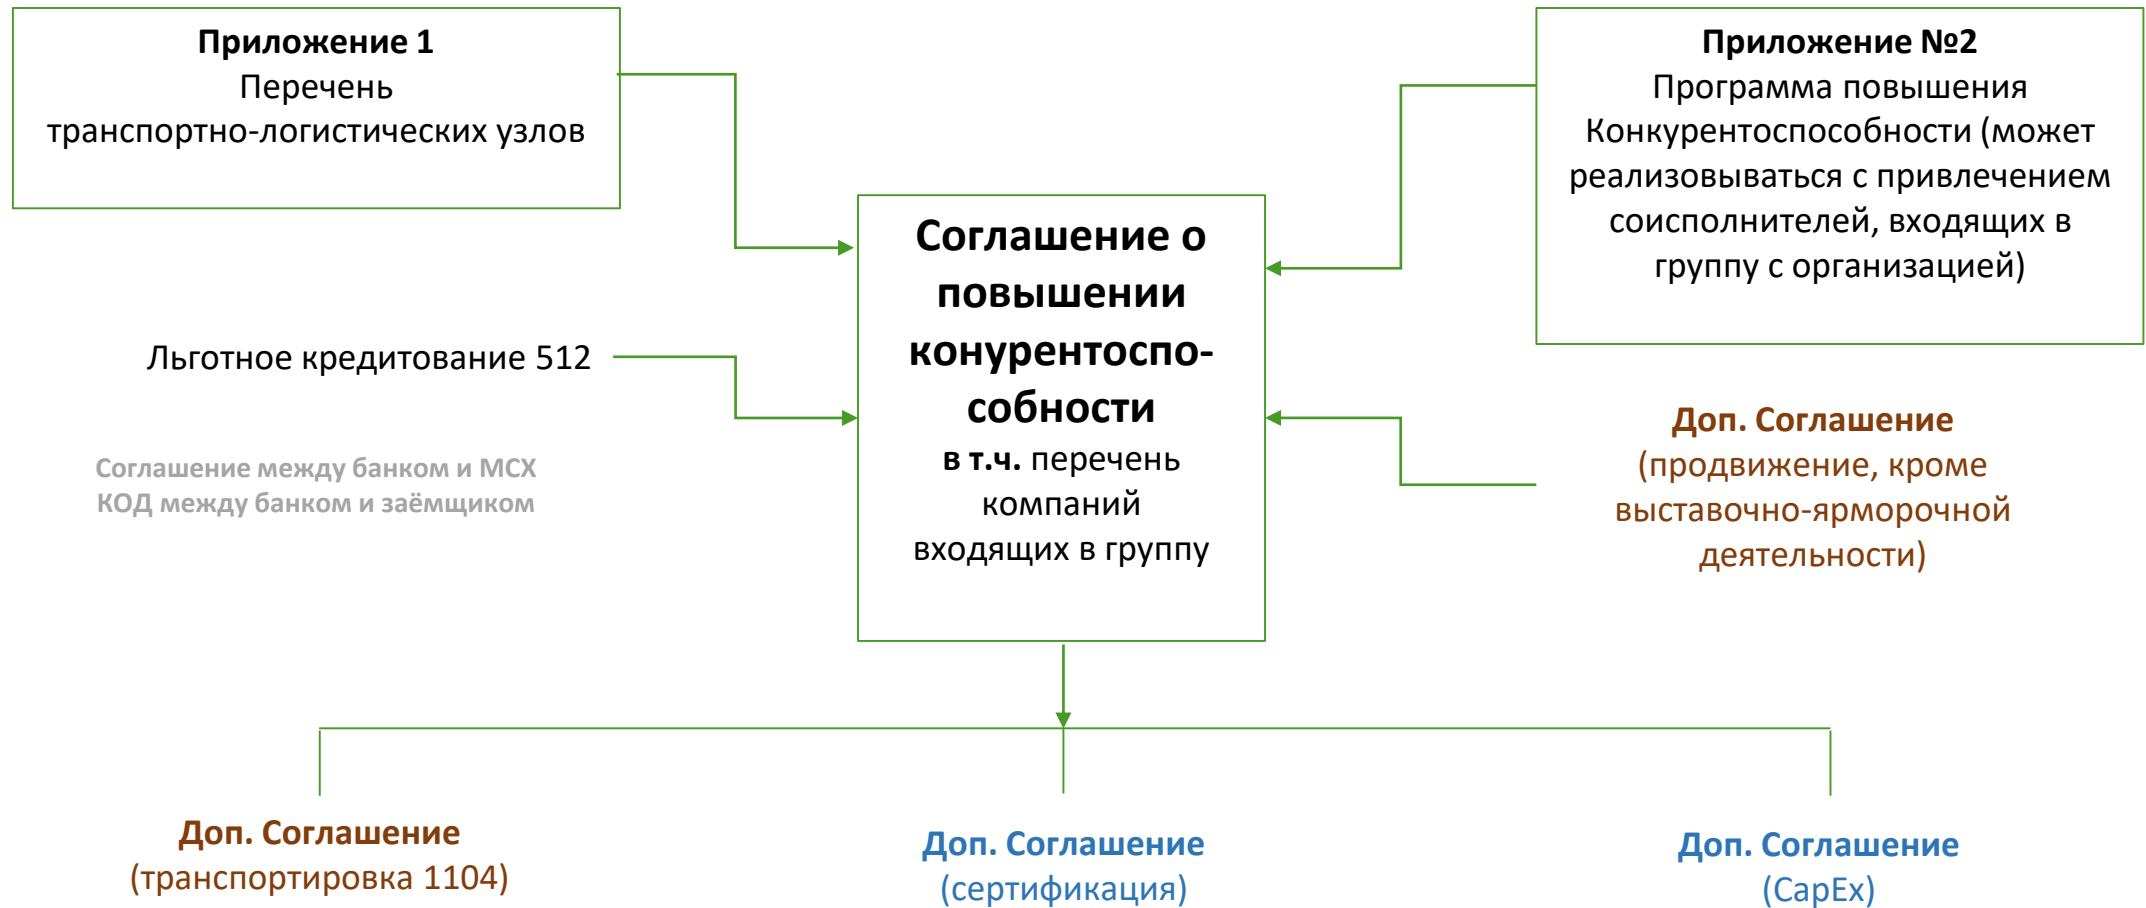 Приложение 1
Перечень
транспортно-логистических узлов
Приложение №2
Программа повышения
Конкурентоспособности (может
реализовываться с привлечением
соисполнителей, входящих в
группу с организацией)
Соглашение о
повышении
конурентоспо-
собности
в т.ч. перечень
компаний
входящих в группу
Льготное кредитование 512
Соглашение между банком и МСХ
КОД между банком и заёмщиком
Доп. Соглашение
(продвижение, кроме
выставочно-ярморочной
деятельности)
Доп. Соглашение
(транспортировка 1104)
Доп. Соглашение
(сертификация)
Доп. Соглашение
(CapEx)